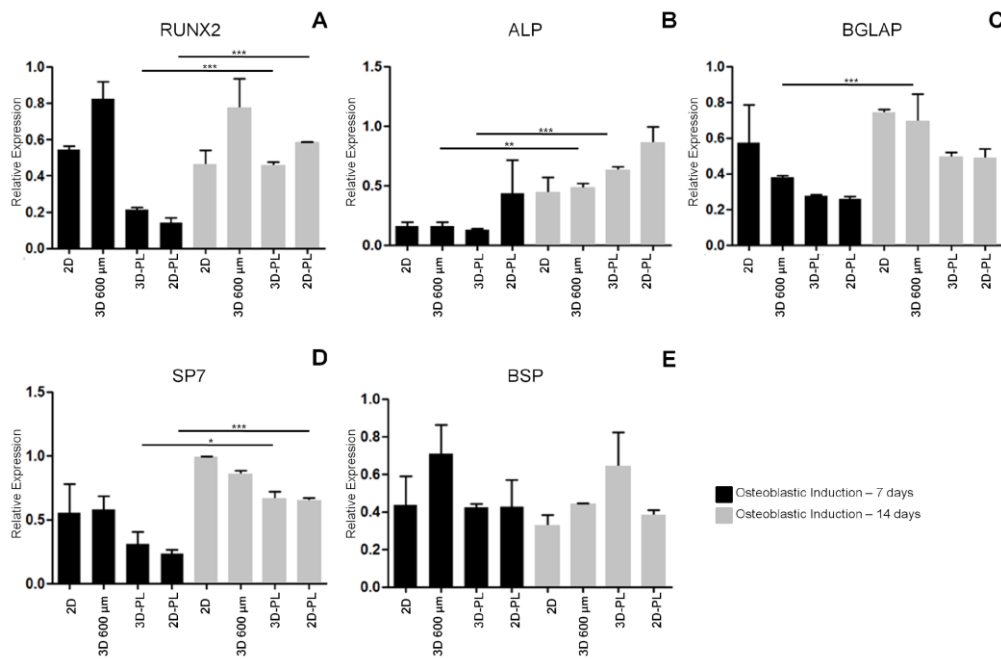 A
RUNX2
Relative Expression
1.0
0.8
0.6
0.4
0.2
0.0
***
***
2D
3D 600 µm
3D-PL
2D-PL
2D
3D 600 µm
3D-PL
2D-PL
B
ALP
Relative Expression
1.5
1.0
0.5
0.0
***
**
2D
3D 600 µm
3D-PL
2D-PL
2D
3D 600 µm
3D-PL
2D-PL
C
BGLAP
Relative Expression
1.0
0.8
0.6
0.4
0.2
0.0
***
2D
3D 600 µm
3D-PL
2D-PL
2D
3D 600 µm
3D-PL
2D-PL
D
SP7
Relative Expression
1.5
1.0
0.5
0.0
***
*
2D
3D 600 µm
3D-PL
2D-PL
2D
3D 600 µm
3D-PL
2D-PL
E
BSP
Relative Expression
1.0
0.8
0.6
0.4
0.2
0.0
2D
3D 600 µm
3D-PL
2D-PL
2D
3D 600 µm
3D-PL
2D-PL
Osteoblastic Induction – 7 days
Osteoblastic Induction – 14 days